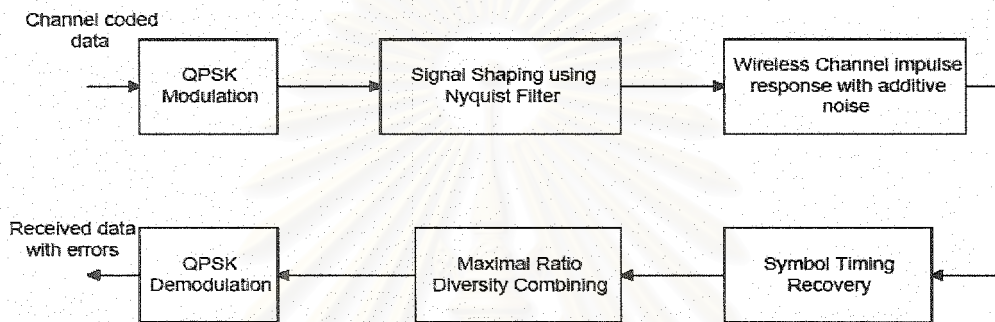 Channel coded
data
QPSK
Modulation
Signal Shaping using
Nyquist Filter
Wireless Channel impulse
response with additive
noise
Received data
with errors
QPSK
Demodulation
Maximal Ratio
Diversity Combining
Symbol Timing
Recovery